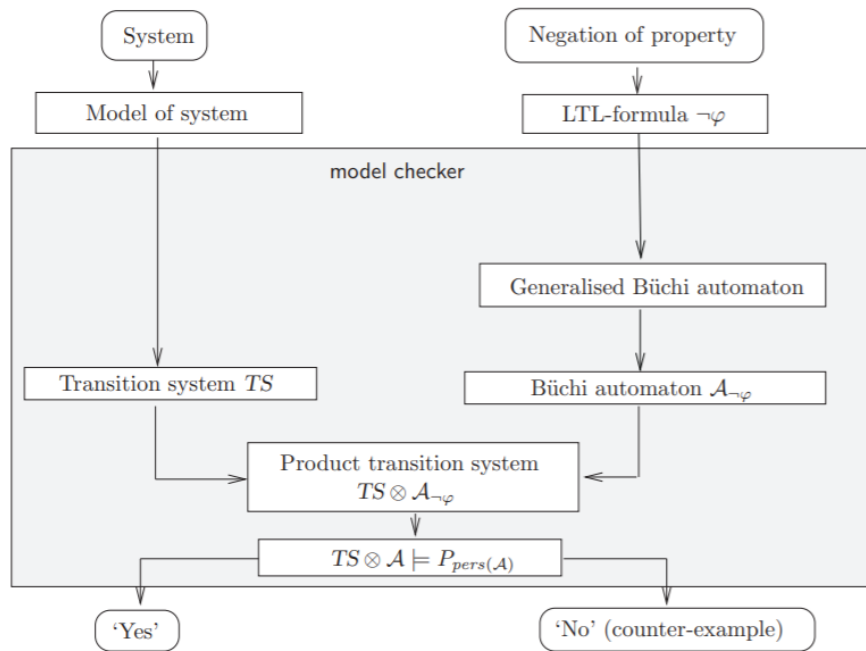 System
Negation of property
Model of system
LTL-formula ¬φ
model checker
Generalised Büchi automaton
Transition system TS
Büchi automaton 𝒜¬φ
Product transition system
TS ⊗ 𝒜¬φ
TS ⊗ 𝒜 ⊨ P_pers(𝒜)
‘Yes’
‘No’ (counter-example)